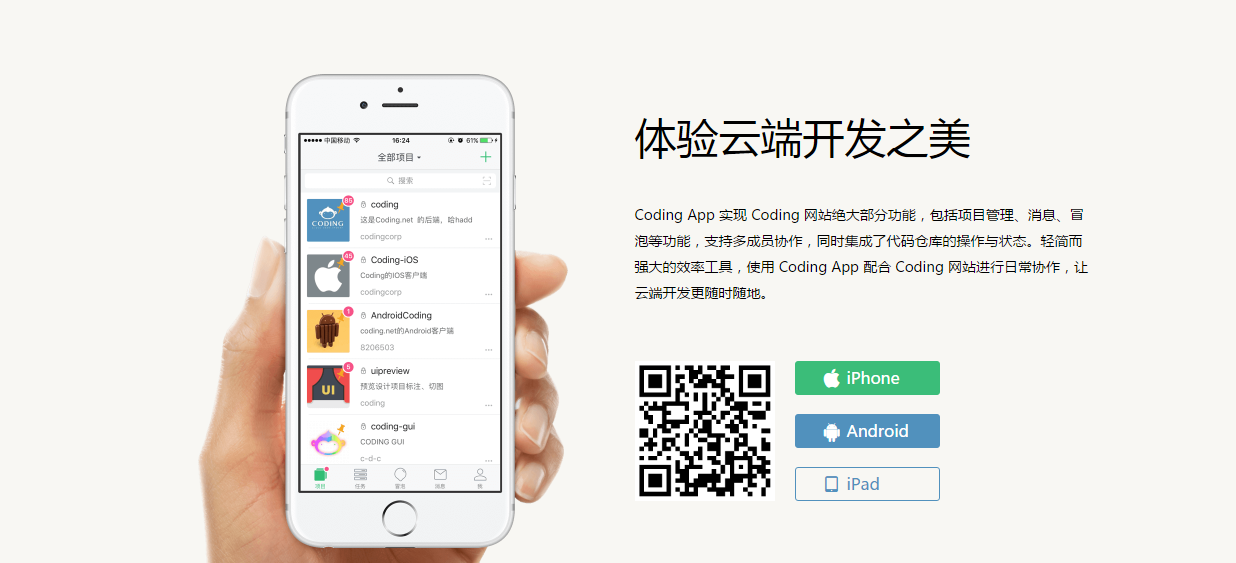 中国移动
16:24
61%
全部项目
搜索
85
CODING
coding
这是Coding.net 的后端，哈hadd
codingcorp
45
Coding-iOS
Coding的IOS客户端
codingcorp
1
AndroidCoding
coding.net的Android客户端
8206503
5
UI
uipreview
预览设计项目标注、切图
coding
coding-gui
CODING GUI
c-d-c
项目
任务
冒泡
消息
我
体验云端开发之美
Coding App 实现 Coding 网站绝大部分功能，包括项目管理、消息、冒
泡等功能，支持多成员协作，同时集成了代码仓库的操作与状态。轻简而
强大的效率工具，使用 Coding App 配合 Coding 网站进行日常协作，让
云端开发更随时随地。
iPhone
Android
iPad